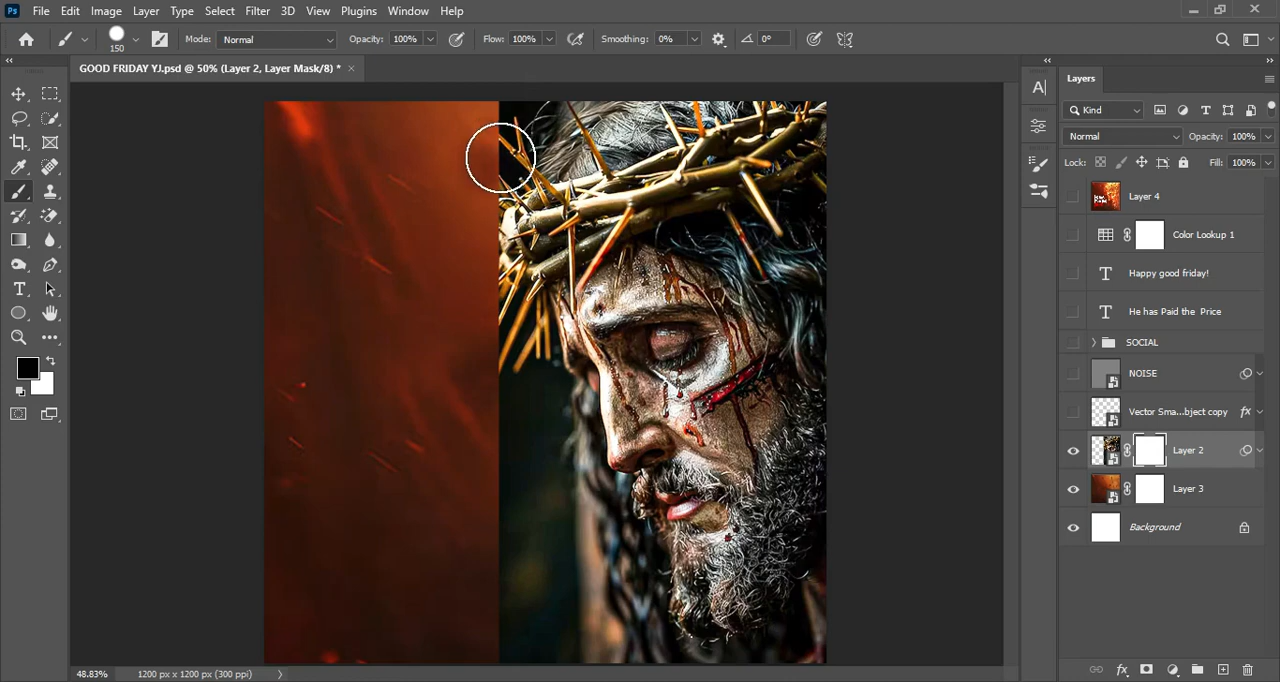 Ps File Edit Image Layer Type Select Filter 3D View Plugins Window Help
150 Mode: Normal Opacity: 100% Flow: 100% Smoothing: 0% 0°
GOOD FRIDAY YJ.psd @ 50% (Layer 2, Layer Mask/8) * ×
Layers
Kind
Normal Opacity: 100%
Lock: Fill: 100%
Layer 4
Color Lookup 1
Happy good friday!
He has Paid the Price
SOCIAL
NOISE
Vector Sma...bject copy fx
Layer 2
Layer 3
Background
48.83% 1200 px x 1200 px (300 ppi)